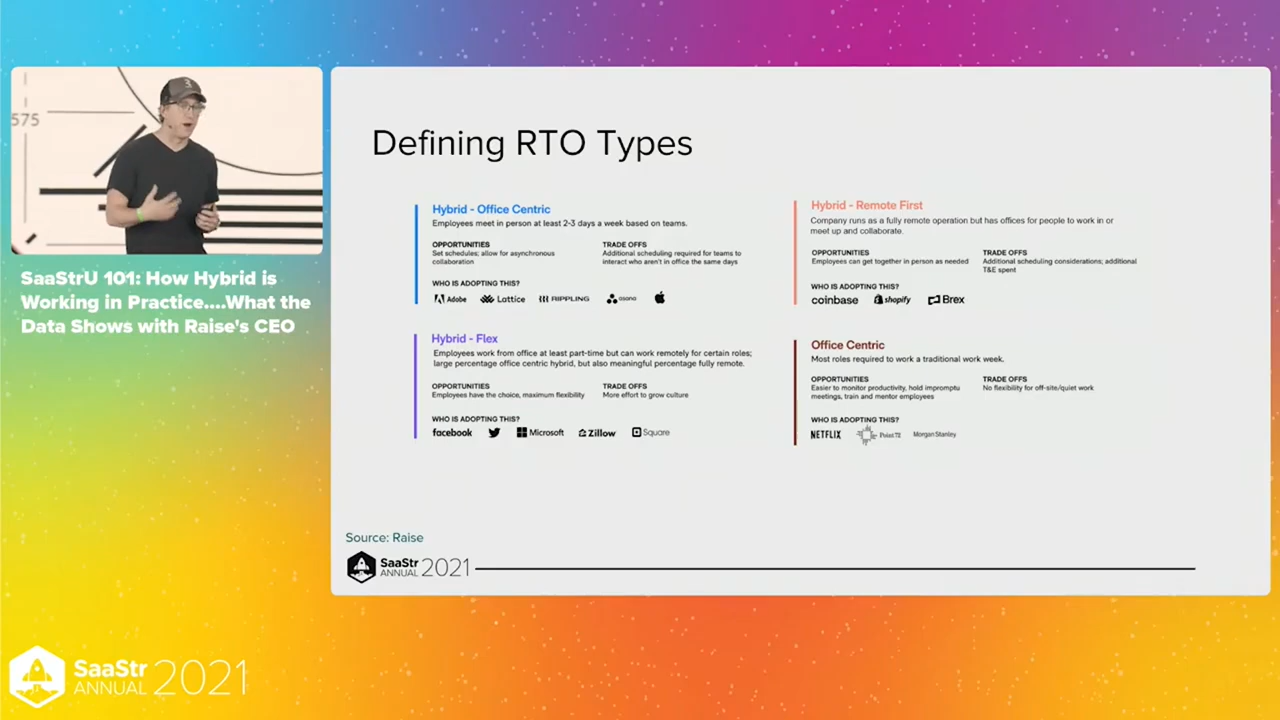 575
SaaStrU 101: How Hybrid is
Working in Practice....What the
Data Shows with Raise's CEO
Defining RTO Types
Hybrid - Office Centric
Employees meet in person at least 2-3 days a week based on teams.
OPPORTUNITIES
Set schedules; allow for asynchronous
collaboration
TRADE OFFS
Additional scheduling required for teams to
interact who aren't in office the same days
WHO IS ADOPTING THIS?
Adobe Lattice RIPPLING asana
Hybrid - Flex
Employees work from office at least part-time but can work remotely for certain roles;
large percentage office centric hybrid, but also meaningful percentage fully remote.
OPPORTUNITIES
Employees have the choice, maximum flexibility
TRADE OFFS
More effort to grow culture
WHO IS ADOPTING THIS?
facebook Microsoft Zillow Square
Hybrid - Remote First
Company runs as a fully remote operation but has offices for people to work in or
meet up and collaborate.
OPPORTUNITIES
Employees can get together in person as needed
TRADE OFFS
Additional scheduling considerations; additional
T&E spent
WHO IS ADOPTING THIS?
coinbase shopify Brex
Office Centric
Most roles required to work a traditional work week.
OPPORTUNITIES
Easier to monitor productivity, hold impromptu
meetings, train and mentor employees
TRADE OFFS
No flexibility for off-site/quiet work
WHO IS ADOPTING THIS?
NETFLIX Point72 Morgan Stanley
Source: Raise
SaaStr
ANNUAL 2021
SaaStr
ANNUAL 2021